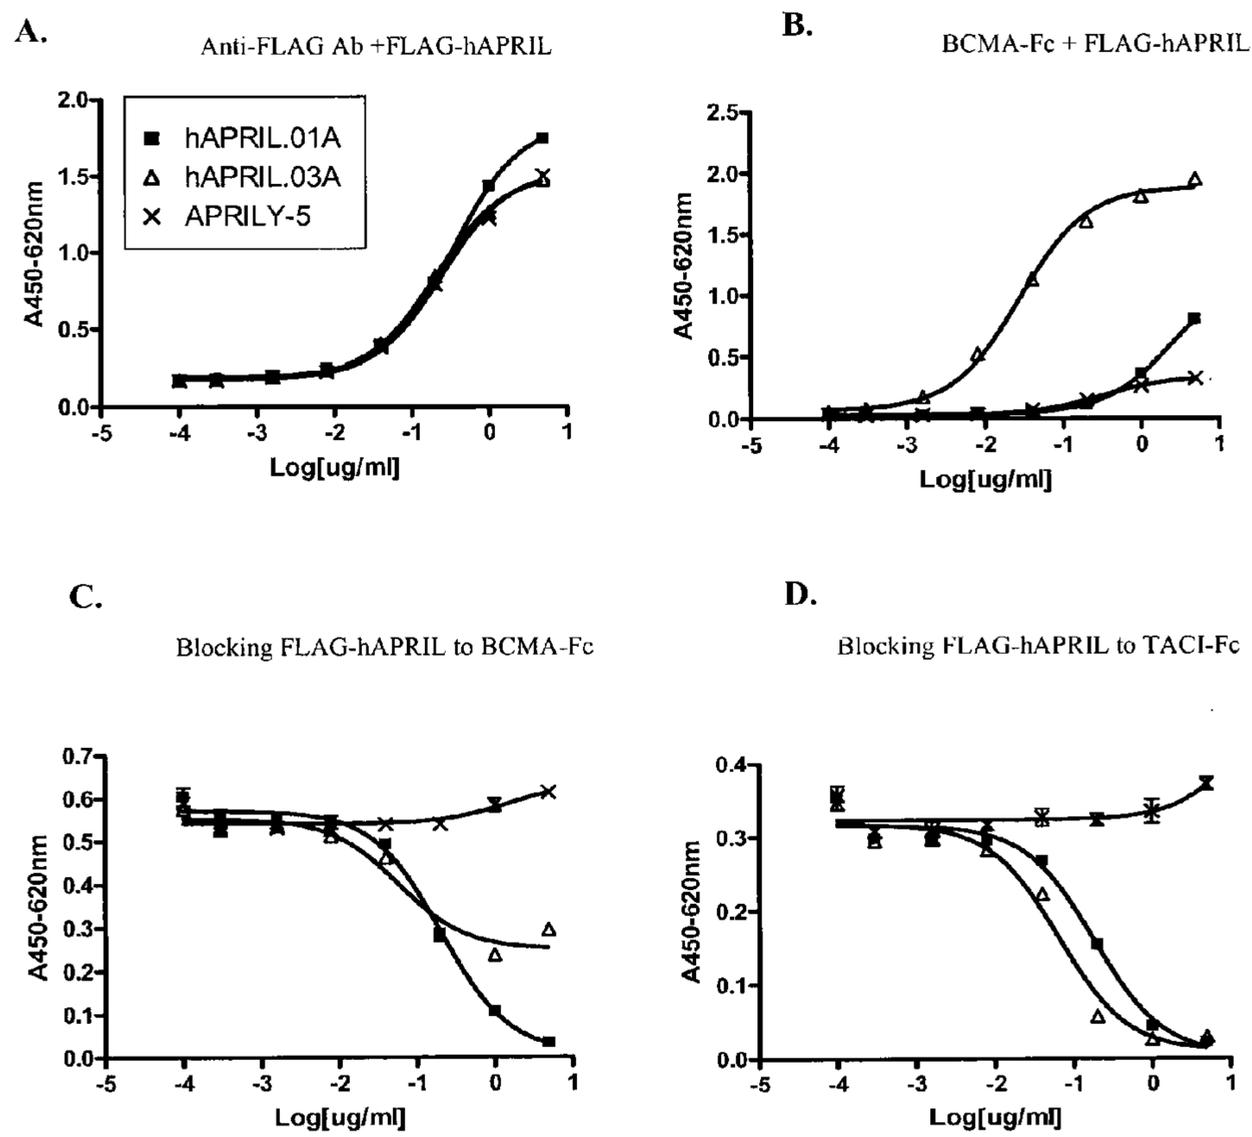 A.
Anti-FLAG Ab +FLAG-hAPRIL
2.0
1.5
1.0
0.5
0.0
A450-620nm
hAPRIL.01A
hAPRIL.03A
APRILY-5
-5 -4 -3 -2 -1 0 1
Log[ug/ml]
B.
BCMA-Fc + FLAG-hAPRIL
2.5
2.0
1.5
1.0
0.5
0.0
A450-620nm
-5 -4 -3 -2 -1 0 1
Log[ug/ml]
C.
Blocking FLAG-hAPRIL to BCMA-Fc
0.7
0.6
0.5
0.4
0.3
0.2
0.1
0.0
A450-620nm
-5 -4 -3 -2 -1 0 1
Log[ug/ml]
D.
Blocking FLAG-hAPRIL to TACI-Fc
0.4
0.3
0.2
0.1
0.0
A450-620nm
-5 -4 -3 -2 -1 0 1
Log[ug/ml]